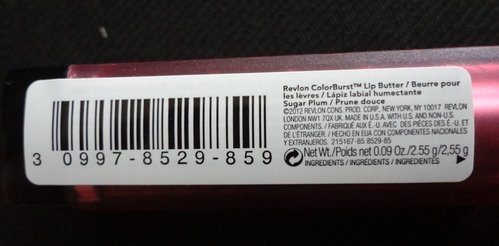 Revlon ColorBurst™ Lip Butter / Beurre pour
les lèvres / Lápiz labial humectante
Sugar Plum / Prune douce
©2012 REVLON CONS. PROD. CORP., NEW YORK, NY 10017 REVLON
LONDON NW1 7QX UK. MADE IN U.S.A. WITH U.S. AND NON-U.S.
COMPONENTS. / FABRIQUÉ AUX É.-U. AVEC DES PIÈCES DES É.-U. ET
DE L'ÉTRANGER. / HECHO EN EUA CON COMPONENTES NACIONALES
Y EXTRANJEROS. 215167-85 8529-85
Net Wt./Poids net 0.09 Oz./2.55 g/2,55 g
INGREDIENTS/INGRÉDIENTS/INGREDIENTES
3 0997-8529-859